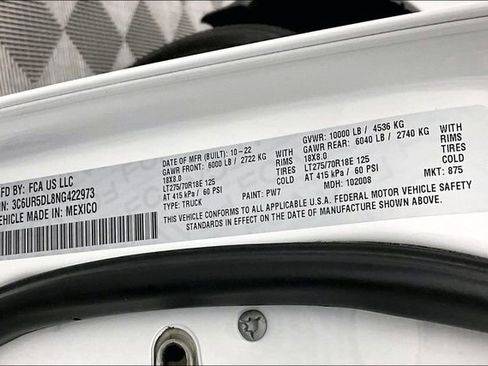 MFD BY: FCA US LLC
VIN: 3C6UR5DL8NG422973
VEHICLE MADE IN: MEXICO
DATE OF MFR (BUILT): 10-22
GAWR FRONT: 6000 LB / 2722 KG WITH
18X8.0 RIMS
LT275/70R18E 125 TIRES
AT 415 kPa / 60 PSI COLD
TYPE: TRUCK PAINT: PW7
GVWR: 10000 LB / 4536 KG
GAWR REAR: 6040 LB / 2740 KG WITH
18X8.0 RIMS
LT275/70R18E 125 TIRES
AT 415 kPa / 60 PSI COLD
MDH: 102008 MKT: 875
THIS VEHICLE CONFORMS TO ALL APPLICABLE U.S.A. FEDERAL MOTOR VEHICLE SAFETY
STANDARDS IN EFFECT ON THE DATE OF MANUFACTURE SHOWN ABOVE.